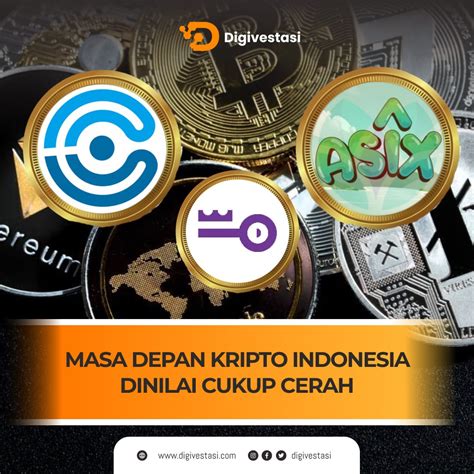 Digivestasi
ASIX
ereum
MASA DEPAN KRIPTO INDONESIA
DINILAI CUKUP CERAH
www.digivestasi.com
digivestasi